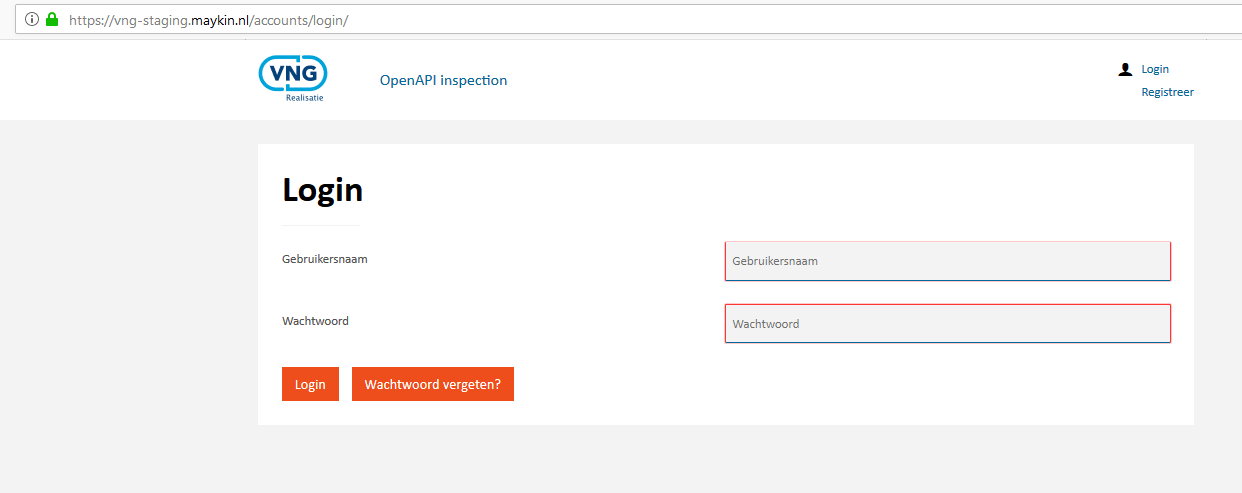 https://vng-staging.maykin.nl/accounts/login/
VNG
Realisatie
OpenAPI inspection
Login
Registreer
Login
Gebruikersnaam
Gebruikersnaam
Wachtwoord
Wachtwoord
Login
Wachtwoord vergeten?